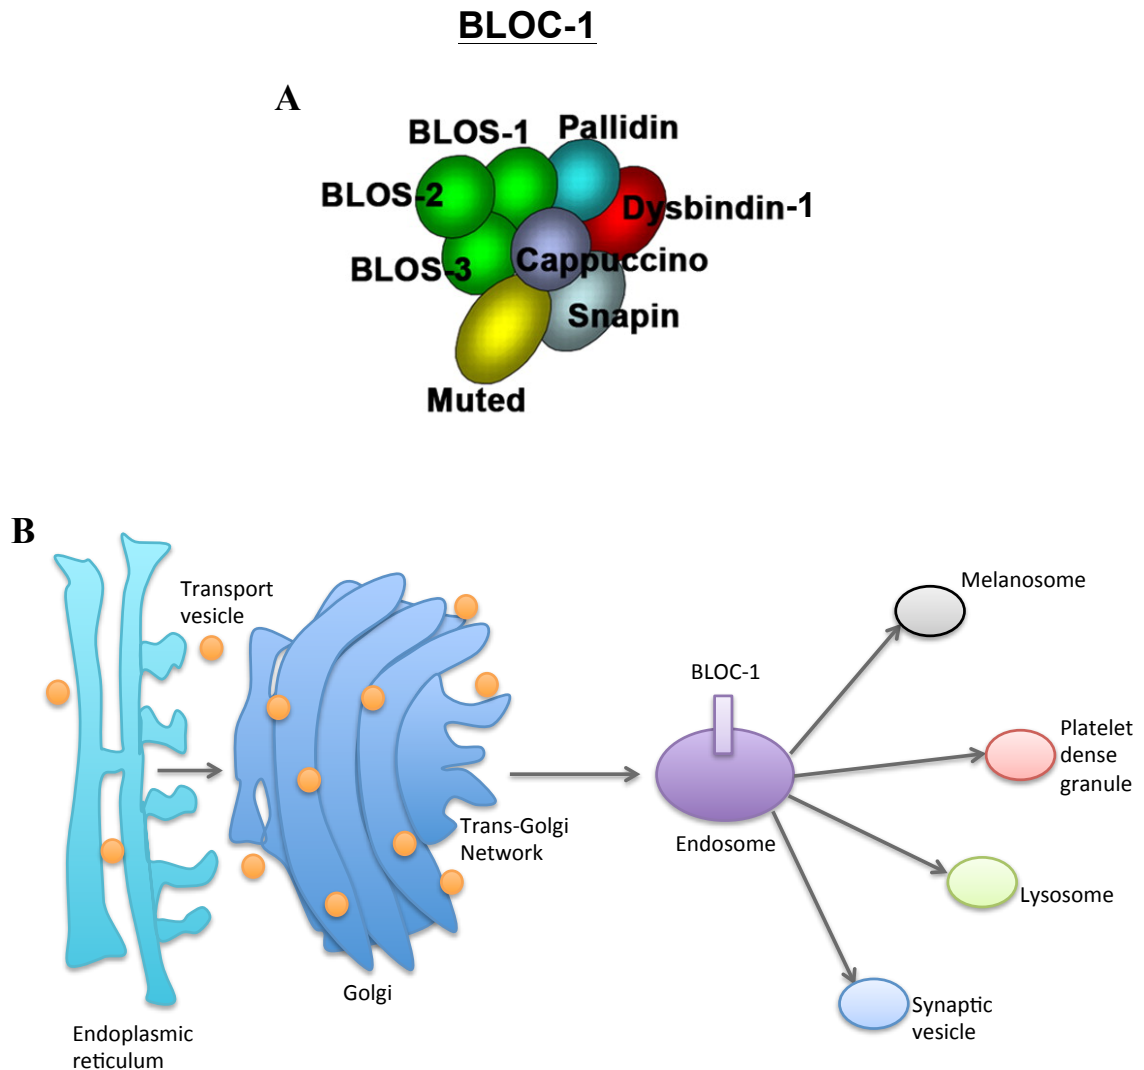 BLOC-1
A
BLOS-1
Pallidin
BLOS-2
Dysbindin-1
BLOS-3
Cappuccino
Snapin
Muted
B
Transport
vesicle
Melanosome
BLOC-1
Platelet
dense
granule
Trans-Golgi
Network
Endosome
Lysosome
Golgi
Synaptic
vesicle
Endoplasmic
reticulum